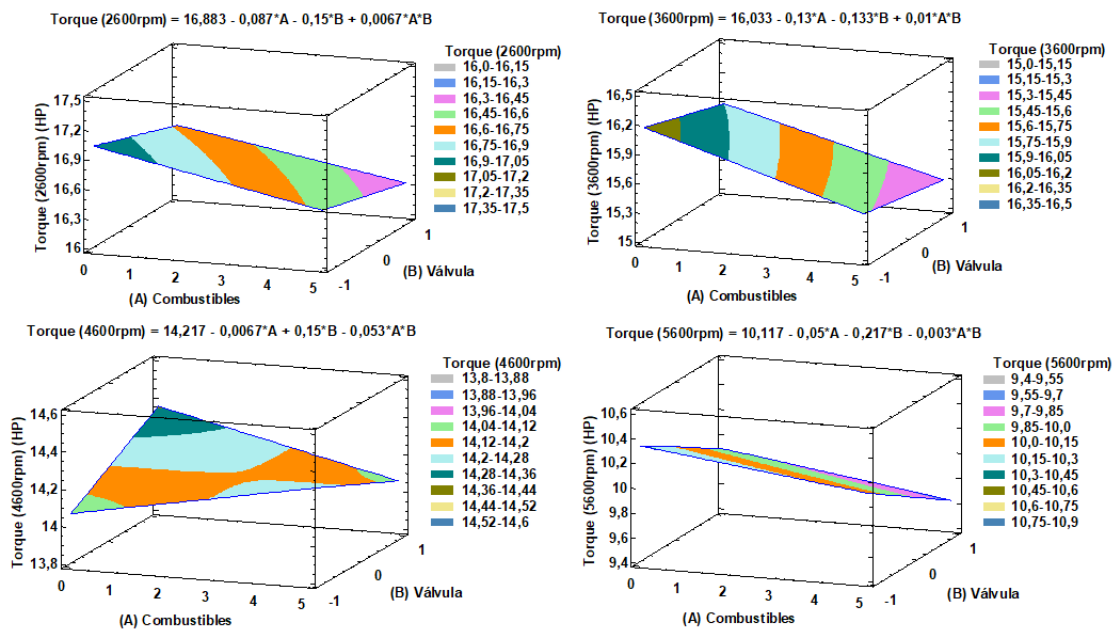 Torque (2600rpm) = 16,883 - 0,087*A - 0,15*B + 0,0067*A*B
Torque (2600rpm)
16,0-16,15
16,15-16,3
16,3-16,45
16,45-16,6
16,6-16,75
16,75-16,9
16,9-17,05
17,05-17,2
17,2-17,35
17,35-17,5
Torque (2600rpm) (HP)
17,5
17,2
16,9
16,6
16,3
16
0 1 2 3 4 5
(A) Combustibles
-1 0 1
(B) Válvula
Torque (3600rpm) = 16,033 - 0,13*A - 0,133*B + 0,01*A*B
Torque (3600rpm)
15,0-15,15
15,15-15,3
15,3-15,45
15,45-15,6
15,6-15,75
15,75-15,9
15,9-16,05
16,05-16,2
16,2-16,35
16,35-16,5
Torque (3600rpm) (HP)
16,5
16,2
15,9
15,6
15,3
15
0 1 2 3 4 5
(A) Combustibles
-1 0 1
(B) Válvula
Torque (4600rpm) = 14,217 - 0,0067*A + 0,15*B - 0,053*A*B
Torque (4600rpm)
13,8-13,88
13,88-13,96
13,96-14,04
14,04-14,12
14,12-14,2
14,2-14,28
14,28-14,36
14,36-14,44
14,44-14,52
14,52-14,6
Torque (4600rpm) (HP)
14,6
14,4
14,2
14
13,8
0 1 2 3 4 5
(A) Combustibles
-1 0 1
(B) Válvula
Torque (5600rpm) = 10,117 - 0,05*A - 0,217*B - 0,003*A*B
Torque (5600rpm)
9,4-9,55
9,55-9,7
9,7-9,85
9,85-10,0
10,0-10,15
10,15-10,3
10,3-10,45
10,45-10,6
10,6-10,75
10,75-10,9
Torque (5600rpm) (HP)
10,6
10,4
10,2
10
9,8
9,6
9,4
0 1 2 3 4 5
(A) Combustibles
-1 0 1
(B) Válvula